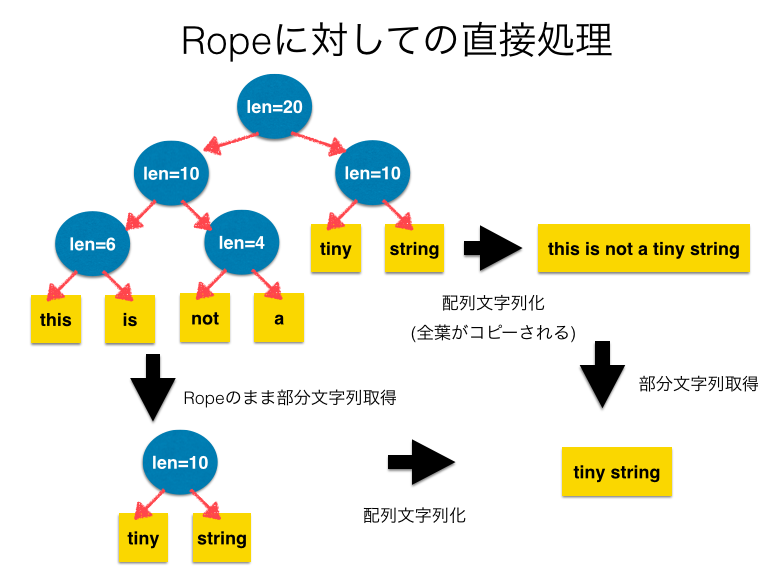 Ropeに対しての直接処理
len=20
len=10
len=10
len=6
len=4
tiny
string
this is not a tiny string
this
is
not
a
配列文字列化
(全葉がコピーされる)
Ropeのまま部分文字列取得
部分文字列取得
len=10
tiny string
配列文字列化
tiny
string